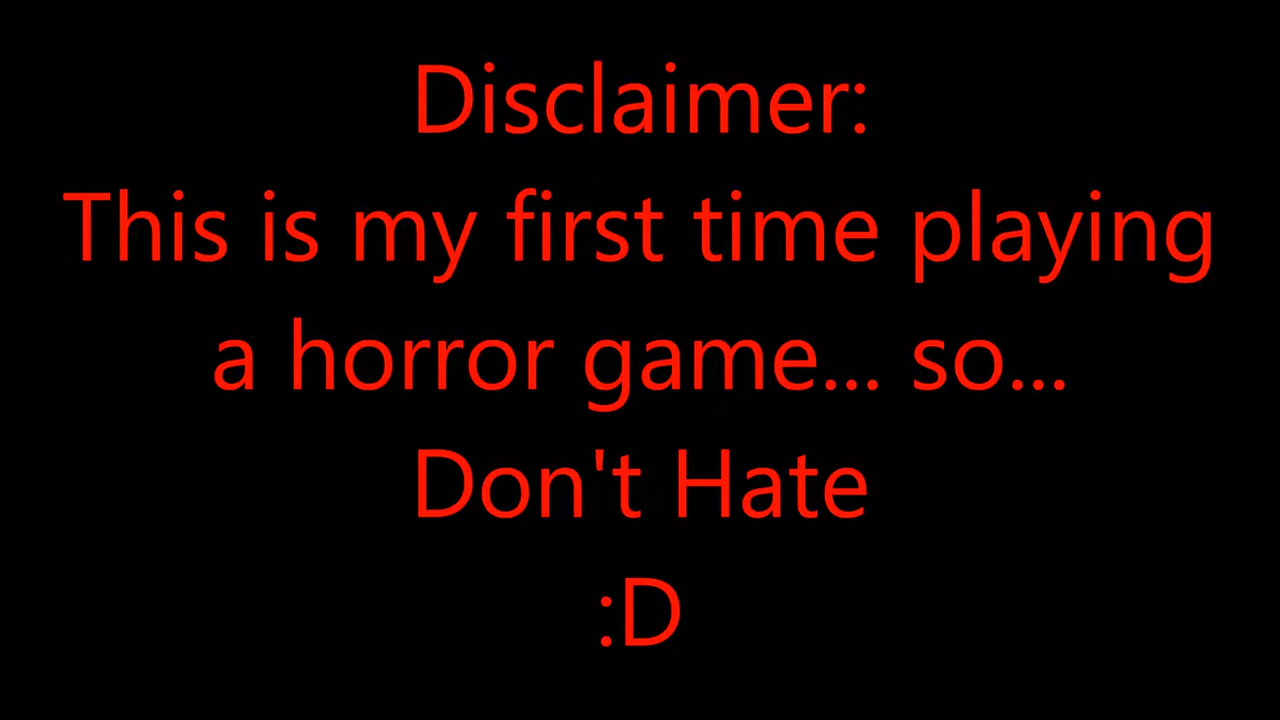 Disclaimer:
This is my first time playing
a horror game... so...
Don't Hate
:D